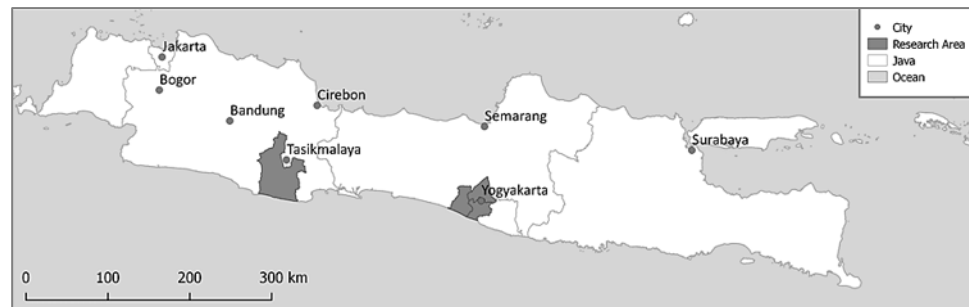 City
Research Area
Java
Ocean
Jakarta
Bogor
Bandung
Cirebon
Tasikmalaya
Semarang
Yogyakarta
Surabaya
0 100 200 300 km